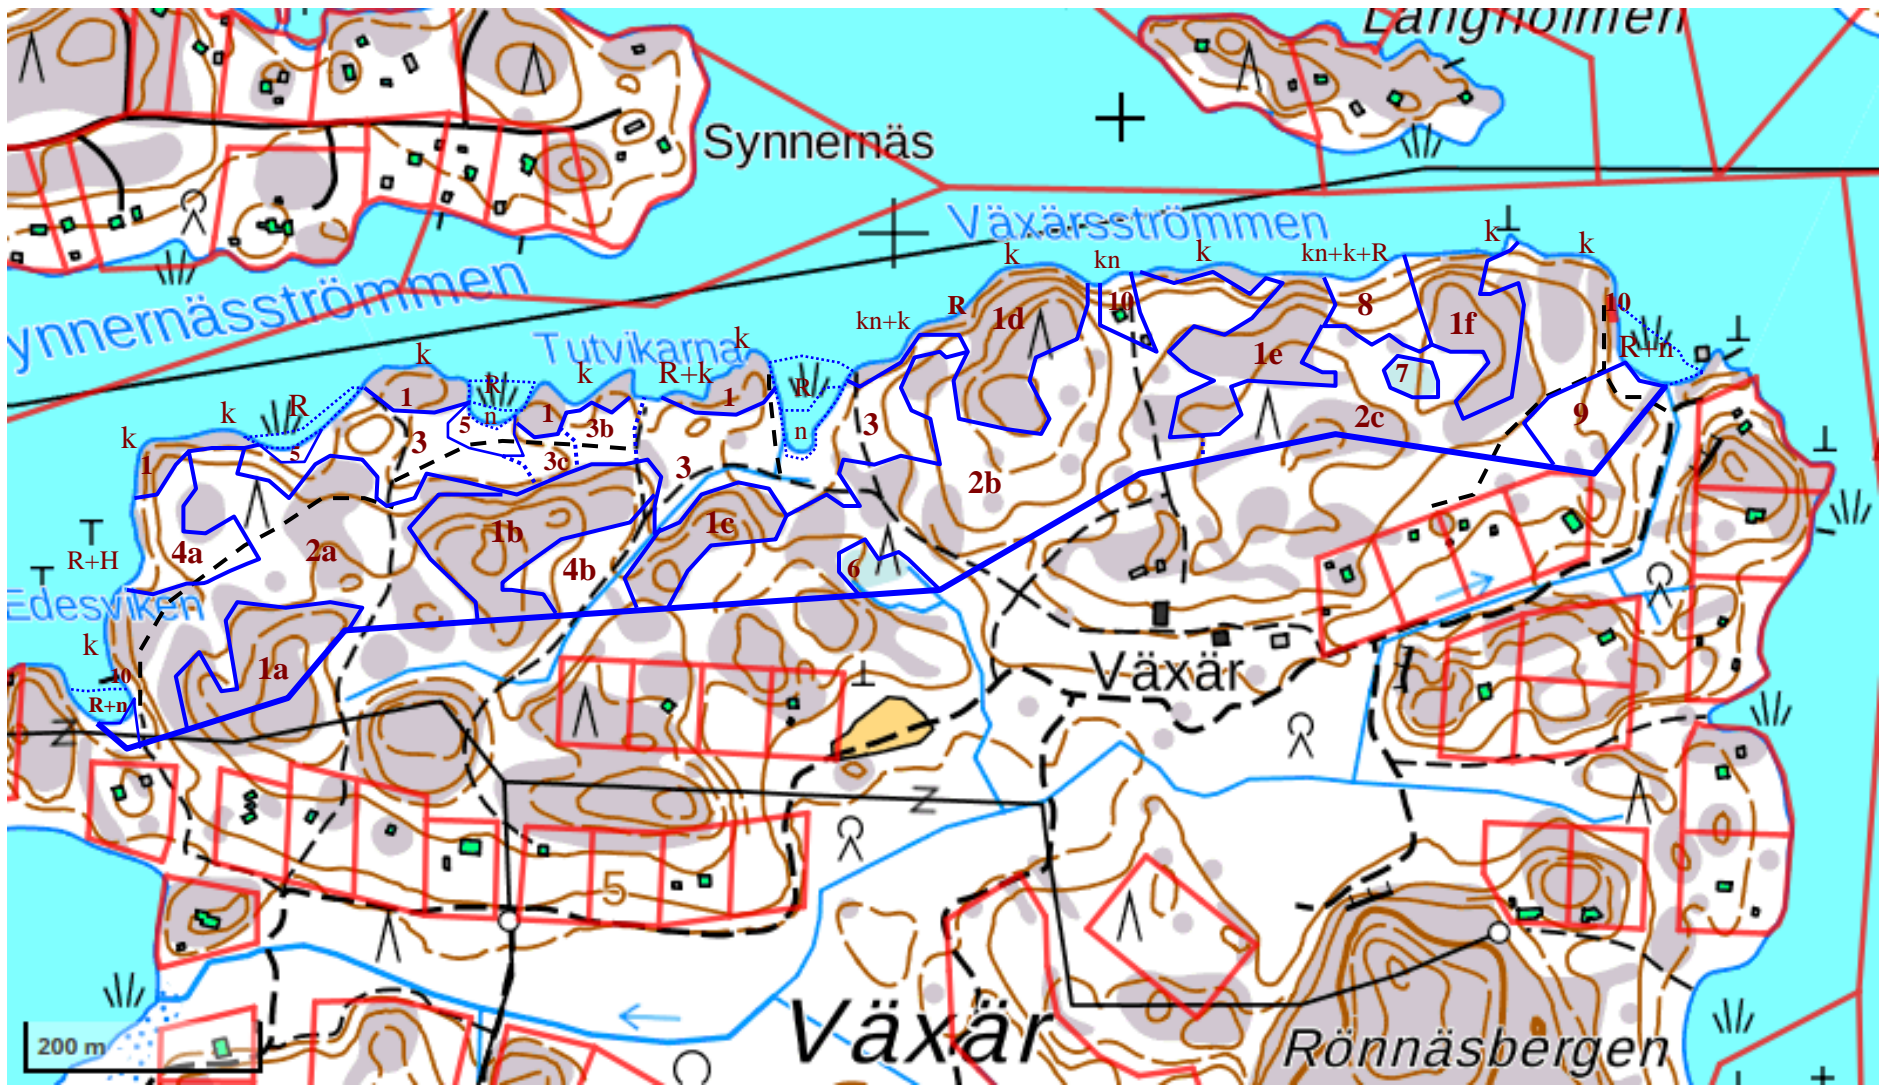 Långholmen
Synnernäs
Växärsströmmen
ynnernäsströmmen
Tutvikarna
Edesviken
k
kn
k
kn+k+R
k
k
R
kn+k
k
k
k
R+k
R
R
k
R
k
R+H
k
R+n
R+n
n
n
1d
10
8
1f
10
1e
7
2c
9
1
1
1
3b
3
3
5
3c
3
5
1
2b
4a
2a
1b
4b
1c
6
1a
10
Växär
Z
Z
5
Växär
Rönnäsbergen
200 m